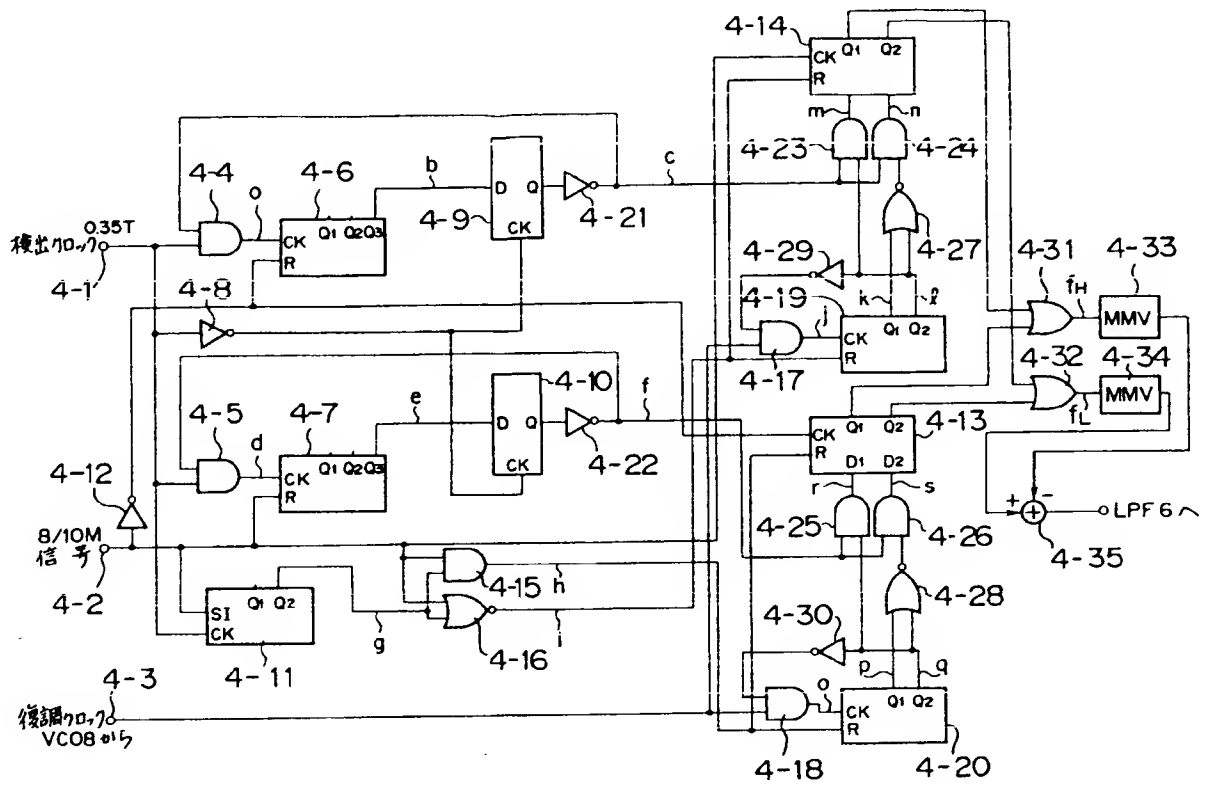 4-14
Q1 Q2
CK
R
m
n
4-23
4-24
4-4
4-6
b
D Q
4-9
CK
4-21
c
検出クロック
0.35T
4-1
o
CK
Q1 Q2 Q3
R
4-27
4-29
4-31
4-33
4-8
4-19
k
l
fH
MMV
j
CK
Q1 Q2
R
4-17
4-10
4-32
4-34
4-5
4-7
e
D Q
f
4-13
fL
MMV
d
CK
Q1 Q2 Q3
R
CK
4-22
CK
Q1 Q2
R
D1 D2
4-12
r
s
4-25
4-26
+
−
+
LPF6へ
4-35
8/10M
信号
4-2
4-15
h
4-28
Q1 Q2
SI
CK
4-11
g
4-16
i
4-30
p
q
4-3
復調クロック
VCO8から
o
CK
Q1 Q2
R
4-18
4-20